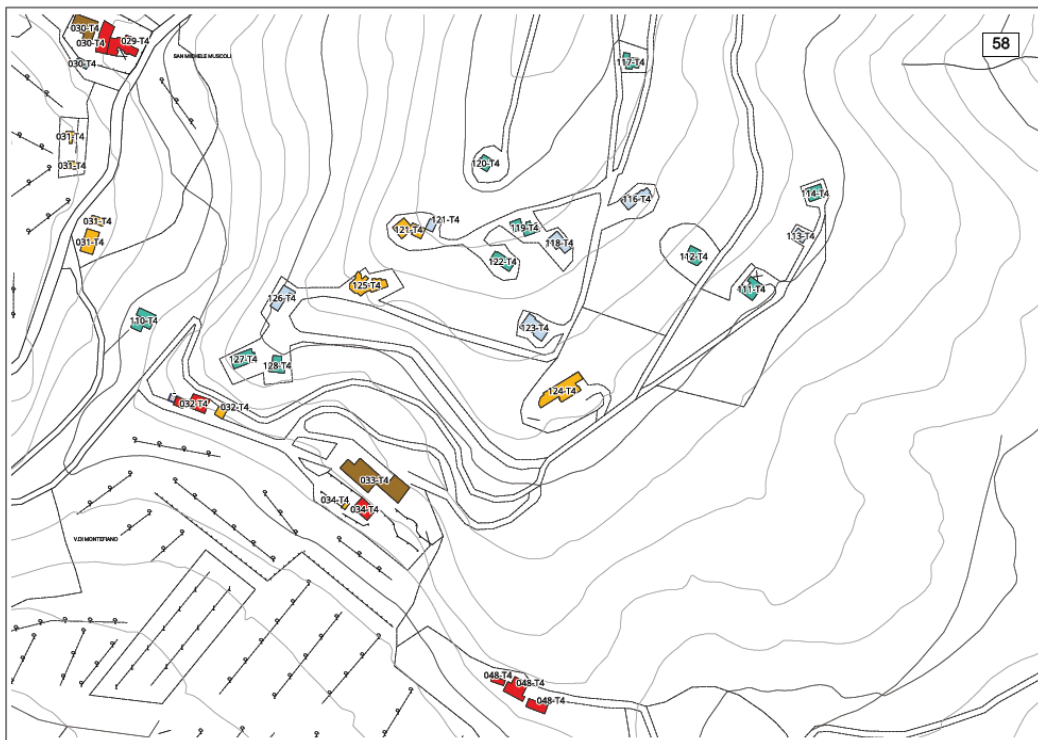 030-T4
58
030-T4
029-T4
SAN MICHELE MUSCOLI
030-T4
117-T4
031-T4
031-T4
120-T4
114-T4
116-T4
031-T4
121-T4
121-T4
119-T4
031-T4
118-T4
113-T4
112-T4
122-T4
125-T4
111-T4
126-T4
110-T4
123-T4
127-T4
128-T4
124-T4
032-T4
032-T4
033-T4
034-T4
034-T4
V.DI MONTEFIANO
048-T4
048-T4
048-T4